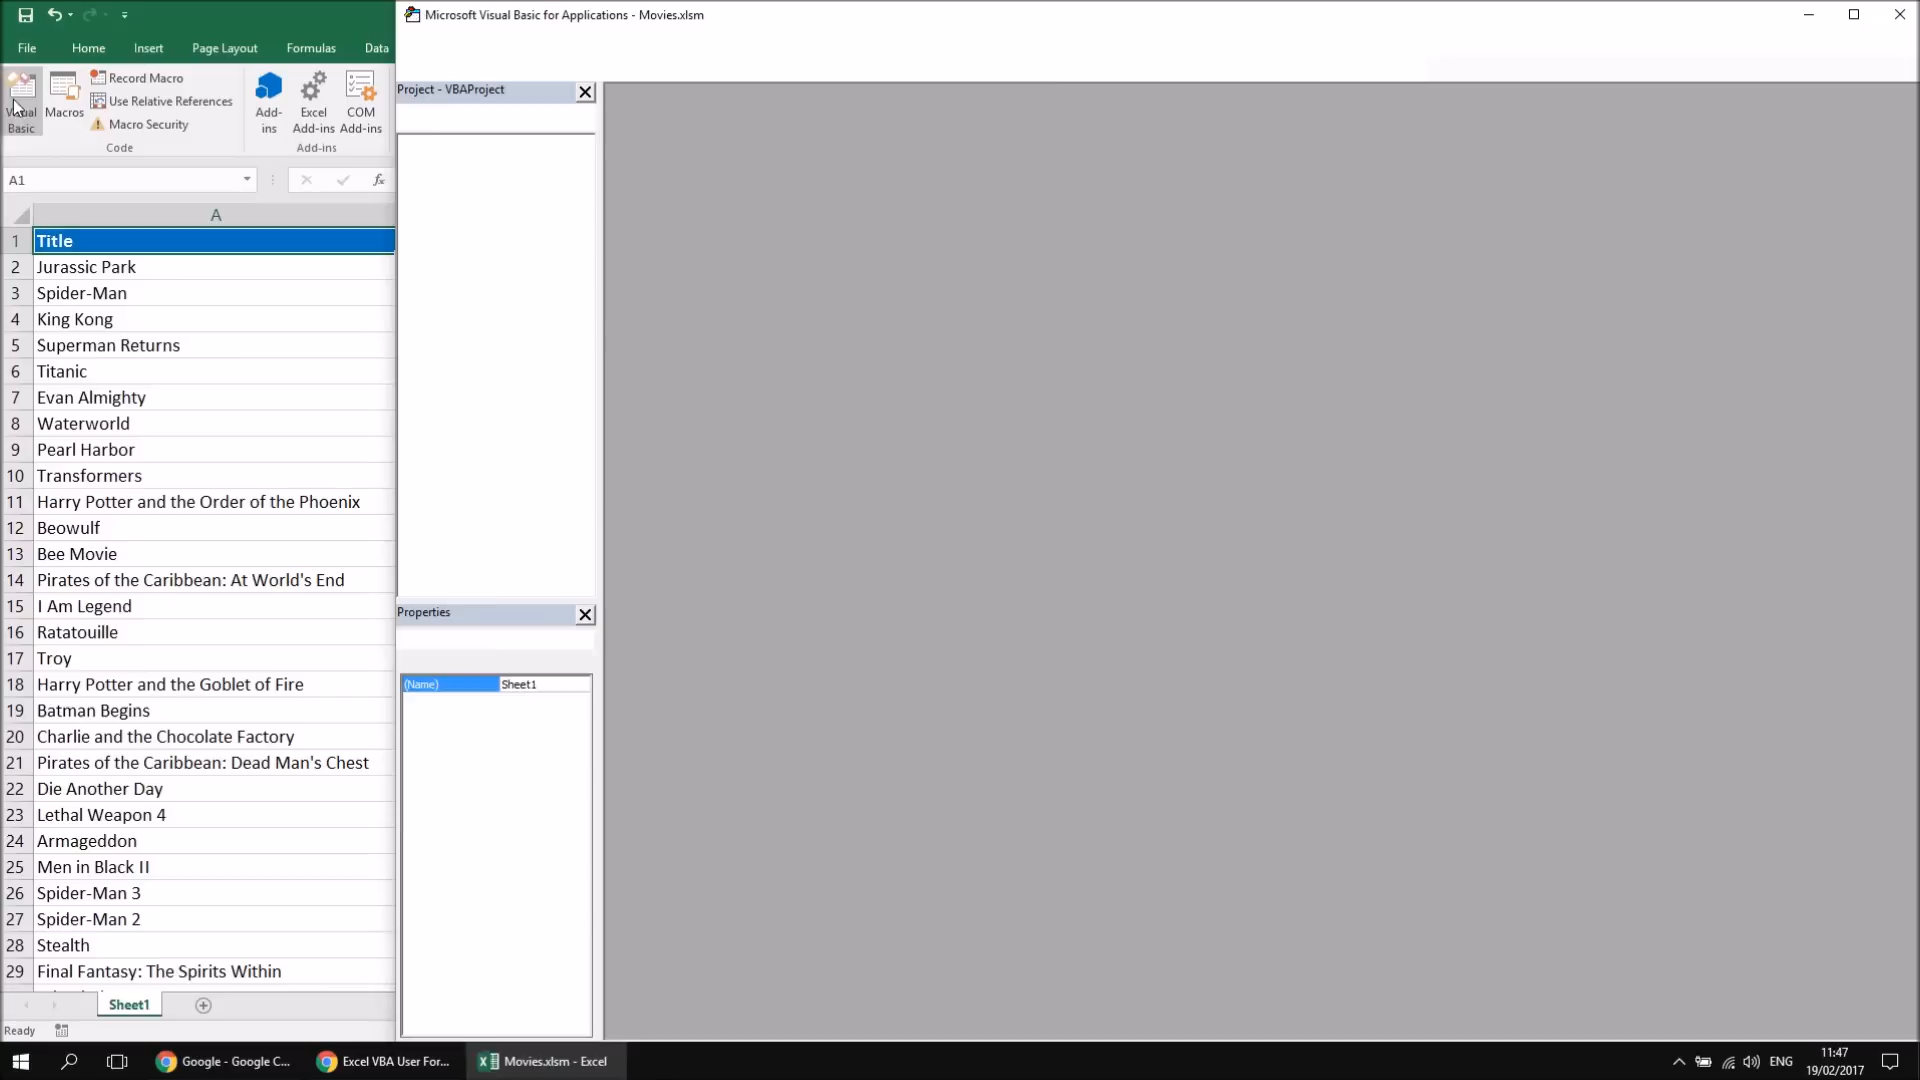 Microsoft Visual Basic for Applications - Movies.xlsm
File Home Insert Page Layout Formulas Data
Visual Basic
Macros
Record Macro
Use Relative References
Macro Security
Code
Add-ins
Excel Add-ins
COM Add-ins
Add-ins
Project - VBAProject
A1
fx
A
1 Title
2 Jurassic Park
3 Spider-Man
4 King Kong
5 Superman Returns
6 Titanic
7 Evan Almighty
8 Waterworld
9 Pearl Harbor
10 Transformers
11 Harry Potter and the Order of the Phoenix
12 Beowulf
13 Bee Movie
14 Pirates of the Caribbean: At World's End
15 I Am Legend
16 Ratatouille
17 Troy
18 Harry Potter and the Goblet of Fire
19 Batman Begins
20 Charlie and the Chocolate Factory
21 Pirates of the Caribbean: Dead Man's Chest
22 Die Another Day
23 Lethal Weapon 4
24 Armageddon
25 Men in Black II
26 Spider-Man 3
27 Spider-Man 2
28 Stealth
29 Final Fantasy: The Spirits Within
Properties
(Name) Sheet1
Sheet1
Ready
Google - Google C...
Excel VBA User For...
Movies.xlsm - Excel
ENG
11:47
19/02/2017